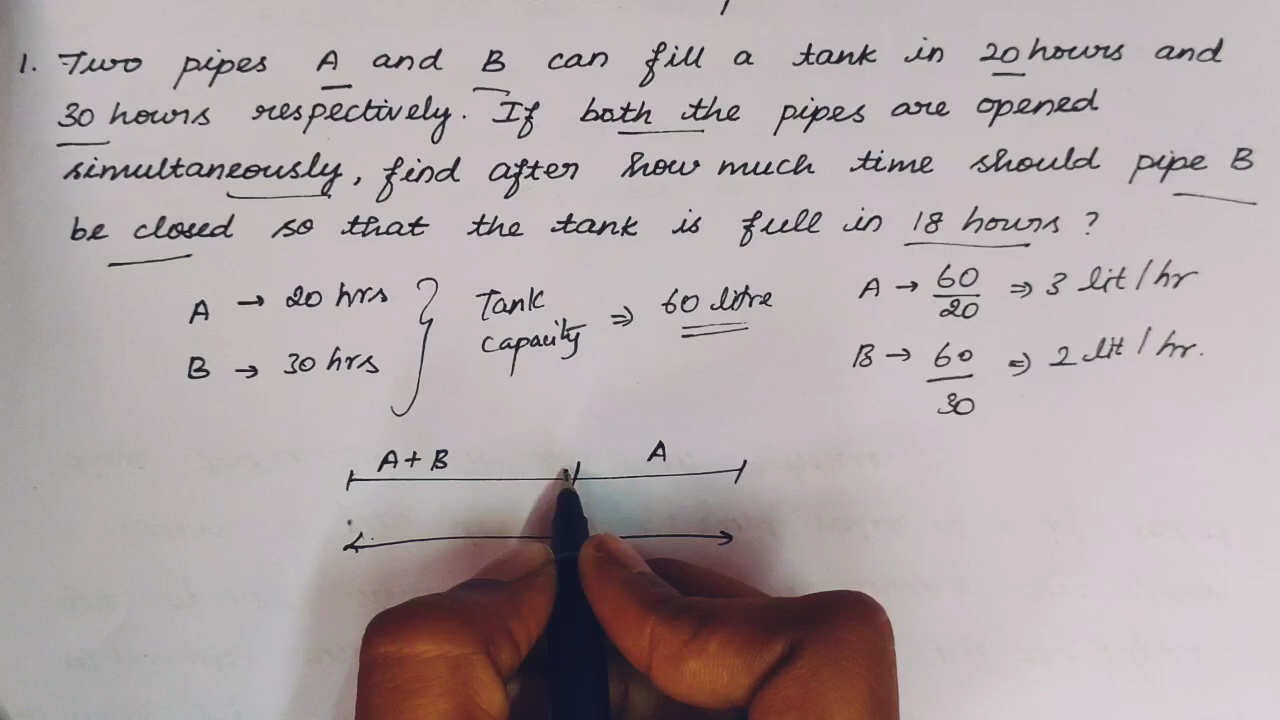 1. Two pipes A and B can fill a tank in 20 hours and
30 hours respectively. If both the pipes are opened
simultaneously, find after how much time should pipe B
be closed so that the tank is full in 18 hours?
A → 20 hrs
B → 30 hrs
Tank
capacity ⇒ 60 litre
A → 60/20 ⇒ 3 lit/hr
B → 60/30 ⇒ 2 lit/hr.
A+B A